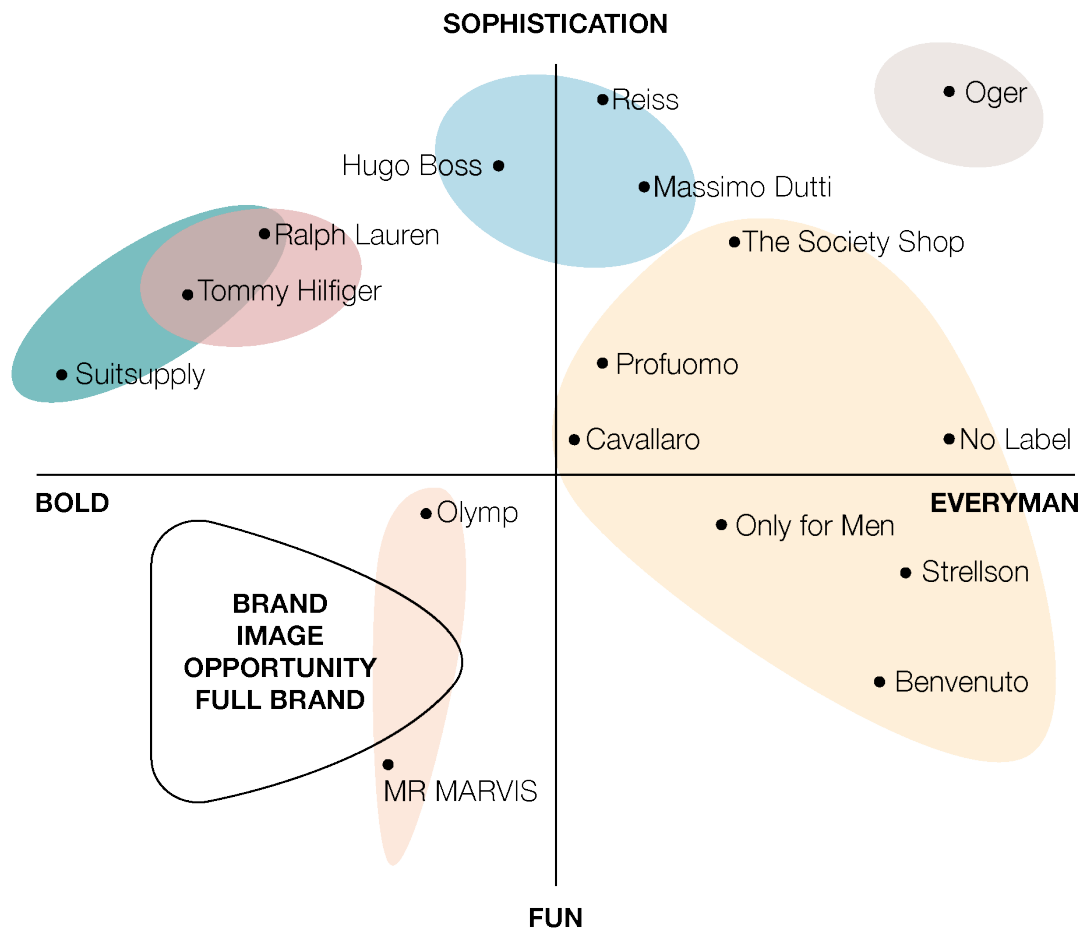 SOPHISTICATION
Reiss
Oger
Hugo Boss
Massimo Dutti
Ralph Lauren
The Society Shop
Tommy Hilfiger
Suitsupply
Profuomo
Cavallaro
No Label
BOLD
EVERYMAN
Olymp
Only for Men
Strellson
BRAND
IMAGE
OPPORTUNITY
FULL BRAND
Benvenuto
MR MARVIS
FUN